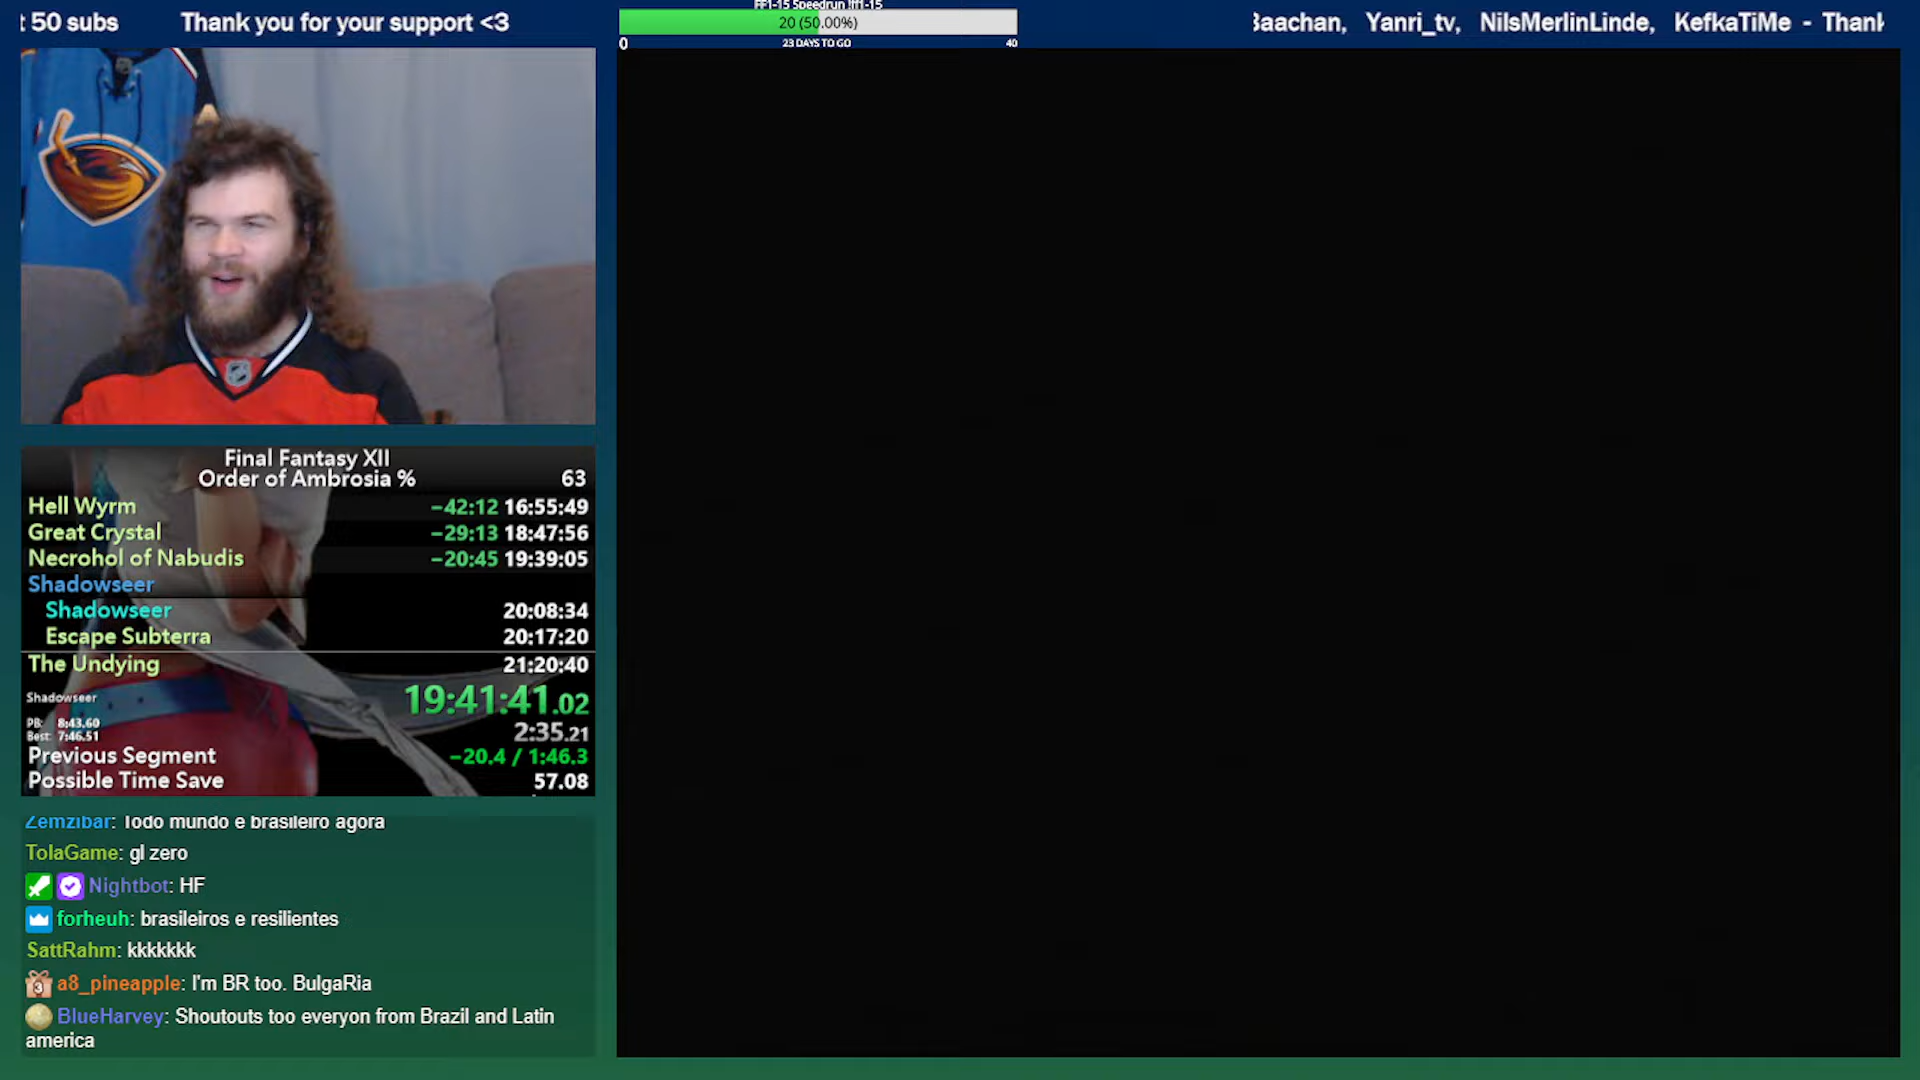 t 50 subs Thank you for your support <3
FF1-15 Speedrun !ff1-15
20 (50.00%)
0 23 DAYS TO GO 40
Baachan, Yanri_tv, NilsMerlinLinde, KefkaTiMe - Thank
Final Fantasy XII
Order of Ambrosia % 63
Hell Wyrm -42:12 16:55:49
Great Crystal -29:13 18:47:56
Necrohol of Nabudis -20:45 19:39:05
Shadowseer
Shadowseer 20:08:34
Escape Subterra 20:17:20
The Undying 21:20:40
Shadowseer 19:41:41.02
PB: 8:43.60
Best: 7:46.51 2:35.21
Previous Segment -20.4 / 1:46.3
Possible Time Save 57.08
Zemzibar: Todo mundo e brasileiro agora
TolaGame: gl zero
Nightbot: HF
forheuh: brasileiros e resilientes
SattRahm: kkkkkkk
3 a8_pineapple: I'm BR too. BulgaRia
BlueHarvey: Shoutouts too everyon from Brazil and Latin
america